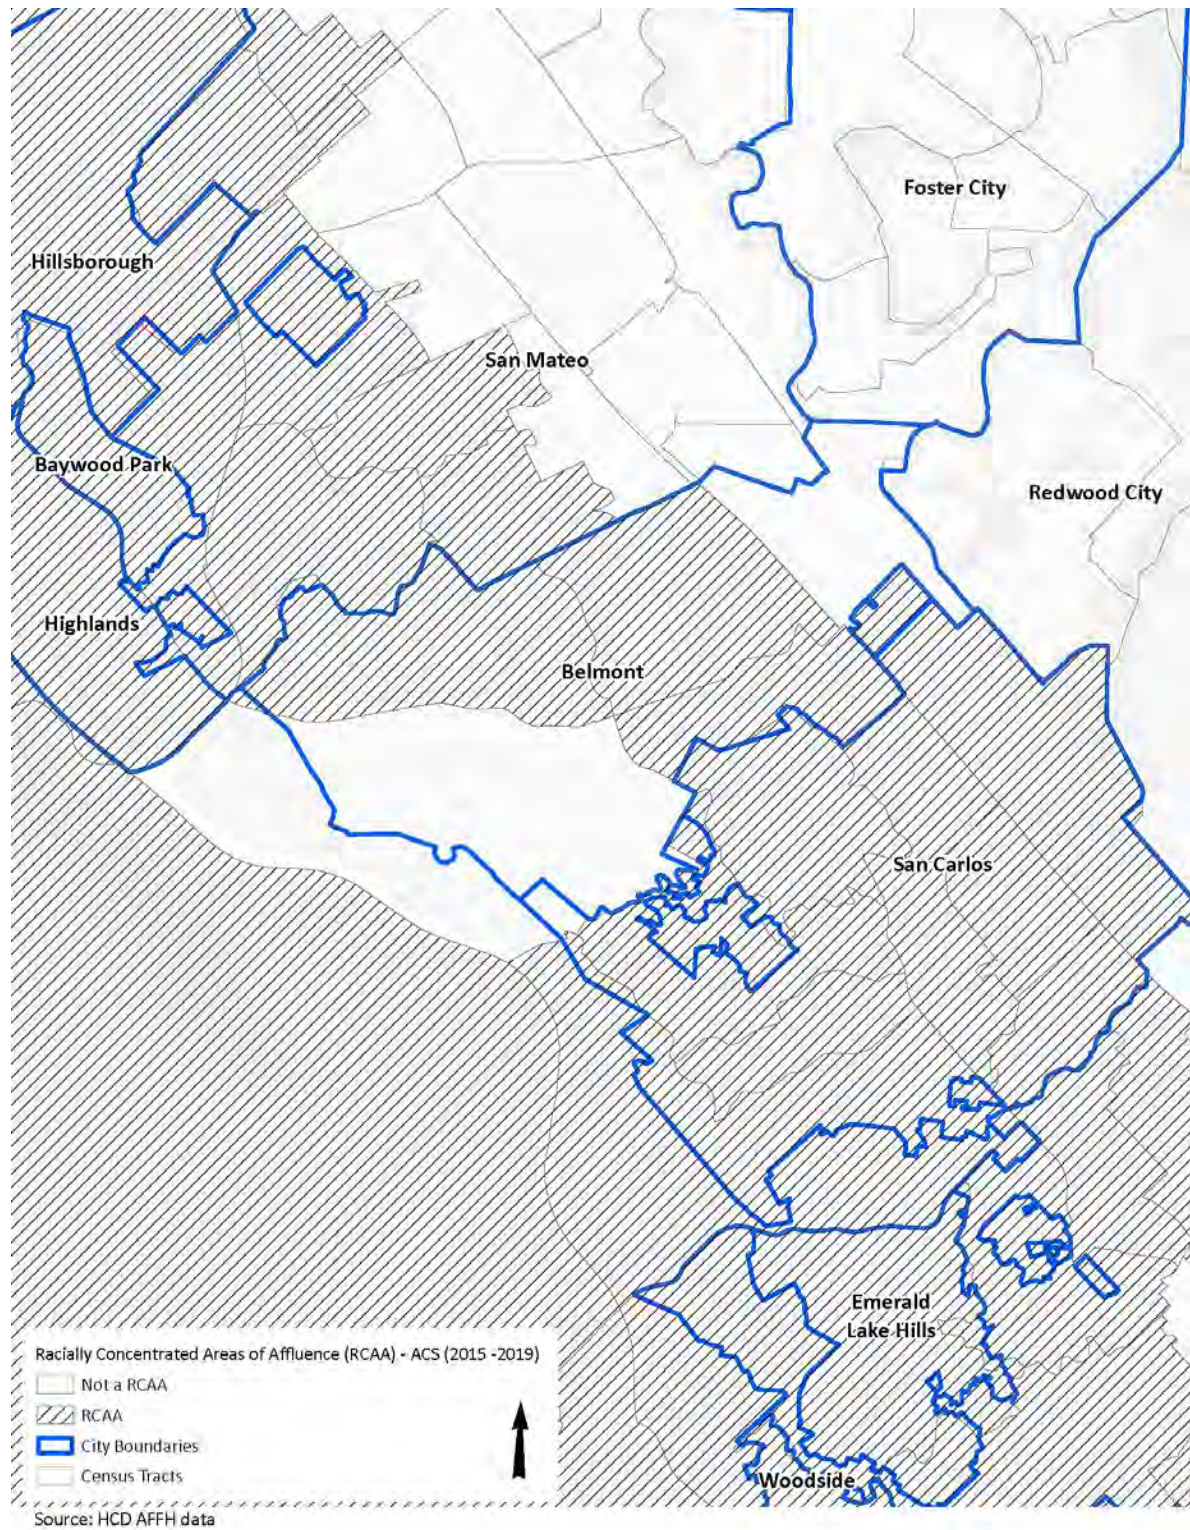 Foster City
Hillsborough
San Mateo
Baywood Park
Redwood City
Highlands
Belmont
San Carlos
Emerald
Lake Hills
Racially Concentrated Areas of Affluence (RCAA) - ACS (2015 -2019)
Not a RCAA
RCAA
City Boundaries
Census Tracts
Woodside
Source: HCD AFFH data